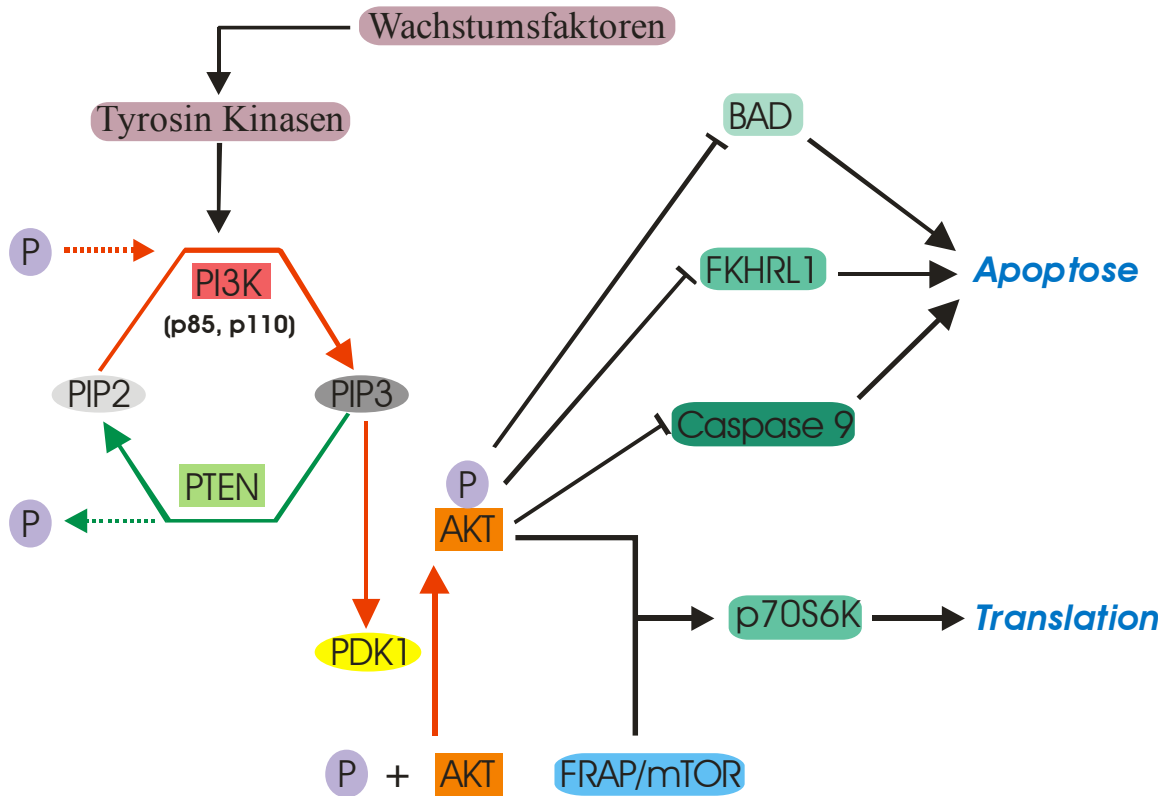 Wachstumsfaktoren
Tyrosin Kinasen
BAD
P
PI3K
(p85, p110)
FKHRL1
Apoptose
PIP2
PIP3
Caspase 9
P
PTEN
P
AKT
p70S6K
Translation
PDK1
P + AKT
FRAP/mTOR